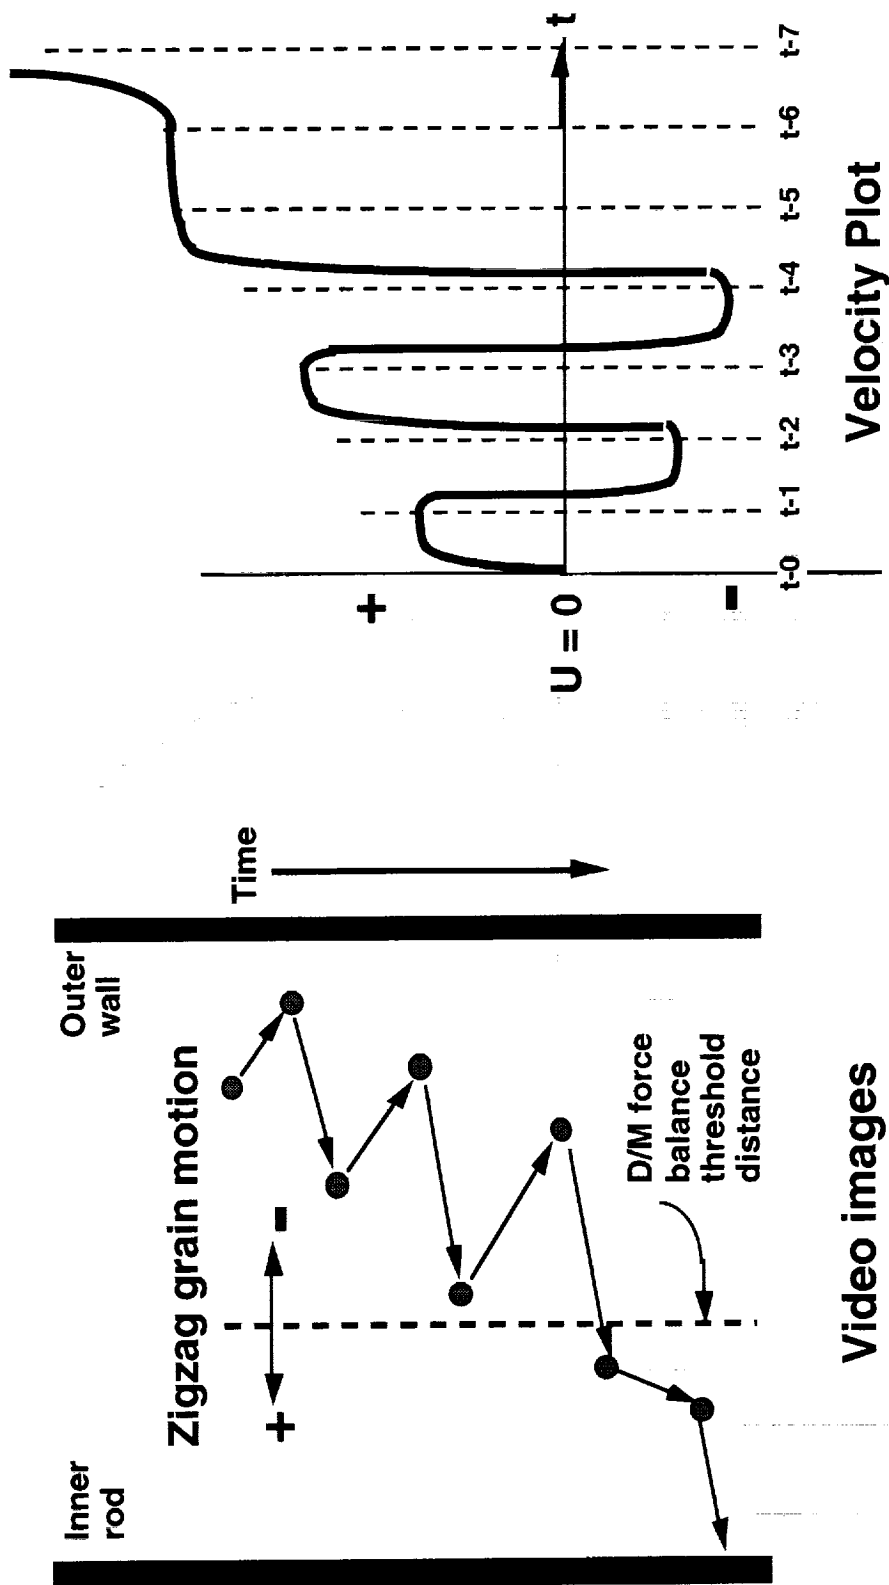 Inner
rod
Outer
wall
Zigzag grain motion
+
-
Time
D/M force
balance
threshold
distance
Video images
+
U = 0
-
t
t-0
t-1
t-2
t-3
t-4
t-5
t-6
t-7
Velocity Plot